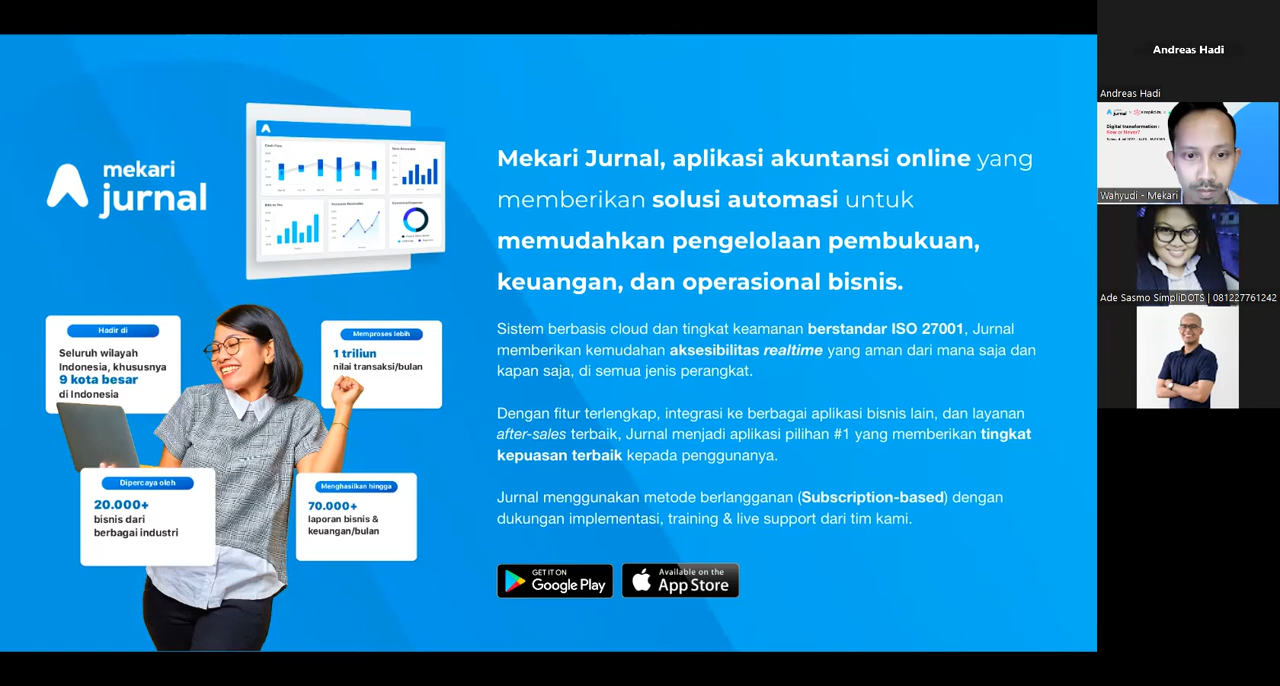 mekari
jurnal
Mekari Jurnal, aplikasi akuntansi online yang
memberikan solusi automasi untuk
memudahkan pengelolaan pembukuan,
keuangan, dan operasional bisnis.
Sistem berbasis cloud dan tingkat keamanan berstandar ISO 27001, Jurnal
memberikan kemudahan aksesibilitas realtime yang aman dari mana saja dan
kapan saja, di semua jenis perangkat.
Dengan fitur terlengkap, integrasi ke berbagai aplikasi bisnis lain, dan layanan
after-sales terbaik, Jurnal menjadi aplikasi pilihan #1 yang memberikan tingkat
kepuasan terbaik kepada penggunanya.
Jurnal menggunakan metode berlangganan (Subscription-based) dengan
dukungan implementasi, training & live support dari tim kami.
GET IT ON
Google Play
Available on the
App Store
Hadir di
Seluruh wilayah
Indonesia, khususnya
9 kota besar
di Indonesia
Memproses lebih
1 triliun
nilai transaksi/bulan
Dipercaya oleh
20.000+
bisnis dari
berbagai industri
Menghasilkan hingga
70.000+
laporan bisnis &
keuangan/bulan
Andreas Hadi
Andreas Hadi
jurnal
Digital transformation :
Now or Never?
Wahyudi - Mekari
Ade Sasmo SimpliDOTS | 081227761242